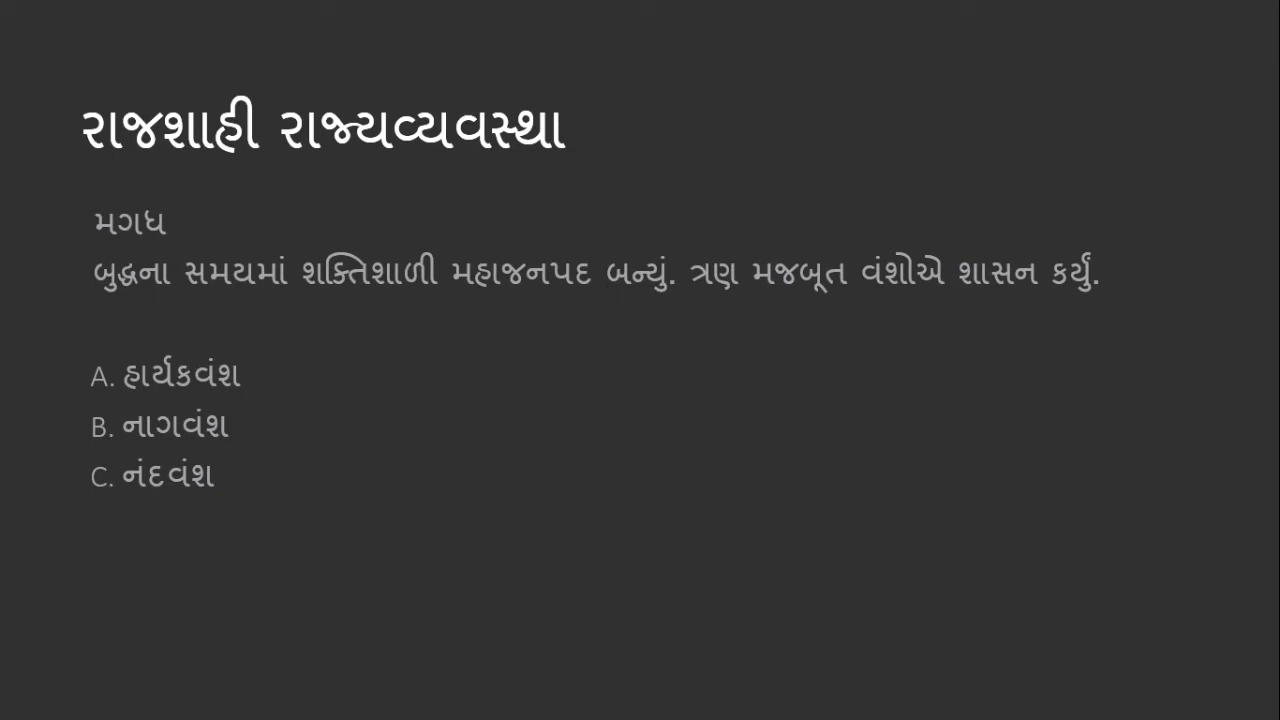 રાજશાહી રાજ્યવ્યવસ્થા
મગધ
બુદ્ધના સમયમાં શક્તિશાળી મહાજનપદ બન્યું. ત્રણ મજબૂત વંશોએ શાસન કર્યું.
A. હાર્યકવંશ
B. નાગવંશ
C. નંદવંશ